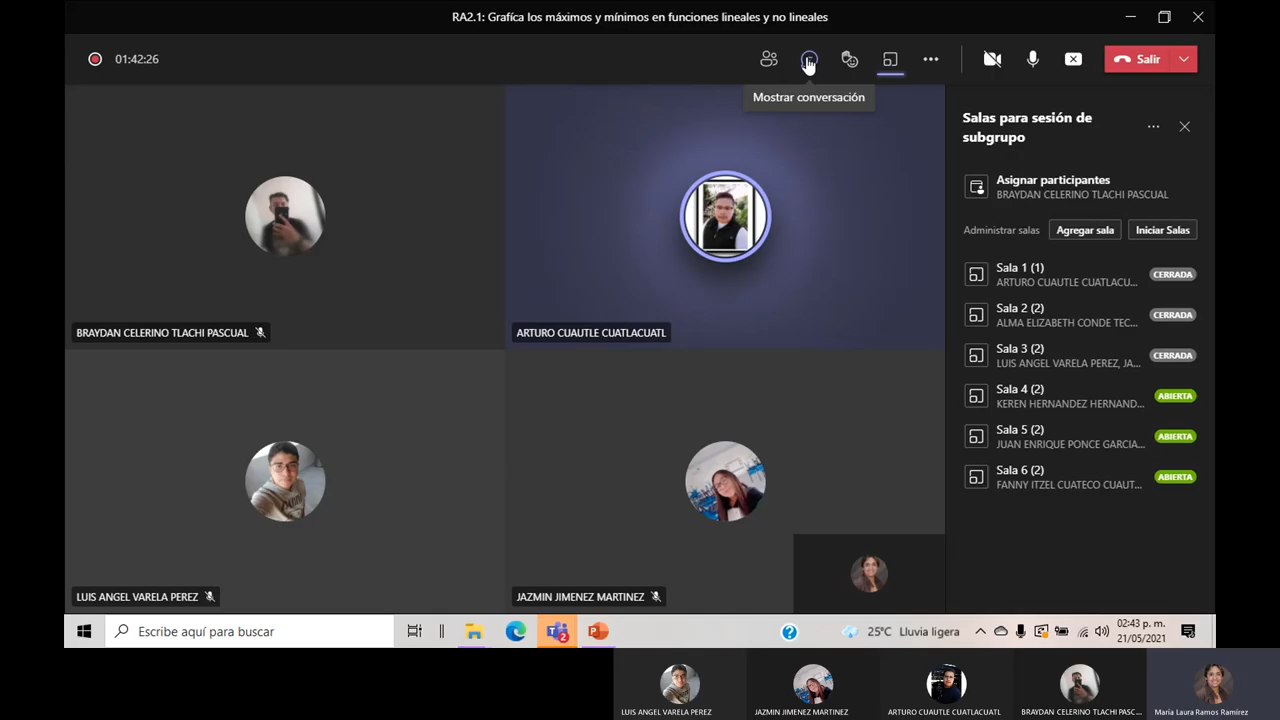 RA2.1: Grafíca los máximos y mínimos en funciones lineales y no lineales
01:42:26
Salir
Mostrar conversación
Salas para sesión de
subgrupo
Asignar participantes
BRAYDAN CELERINO TLACHI PASCUAL
Administrar salas
Agregar sala
Iniciar Salas
Sala 1 (1)
ARTURO CUAUTLE CUATLACU...
CERRADA
Sala 2 (2)
ALMA ELIZABETH CONDE TEC...
CERRADA
Sala 3 (2)
LUIS ANGEL VARELA PEREZ, JA...
CERRADA
Sala 4 (2)
KEREN HERNANDEZ HERNAND...
ABIERTA
Sala 5 (2)
JUAN ENRIQUE PONCE GARCIA...
ABIERTA
Sala 6 (2)
FANNY ITZEL CUATECO CUAUT...
ABIERTA
BRAYDAN CELERINO TLACHI PASCUAL
ARTURO CUAUTLE CUATLACUATL
LUIS ANGEL VARELA PEREZ
JAZMIN JIMENEZ MARTINEZ
Escribe aquí para buscar
2
25°C Lluvia ligera
02:43 p. m.
21/05/2021
LUIS ANGEL VARELA PEREZ
JAZMIN JIMENEZ MARTINEZ
ARTURO CUAUTLE CUATLACUATL
BRAYDAN CELERINO TLACHI PASC...
María Laura Ramos Ramírez